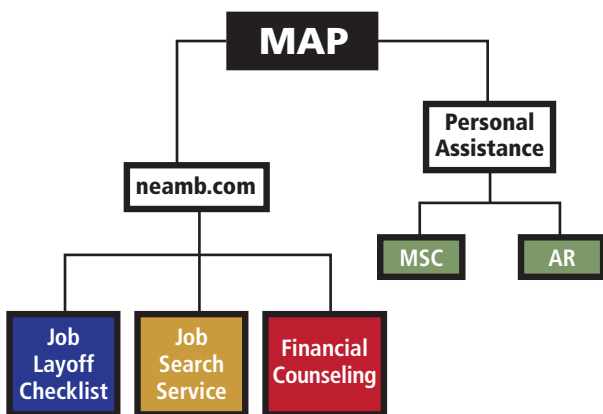 MAP
Personal
Assistance
neamb.com
MSC
AR
Job
Layoff
Checklist
Job
Search
Service
Financial
Counseling